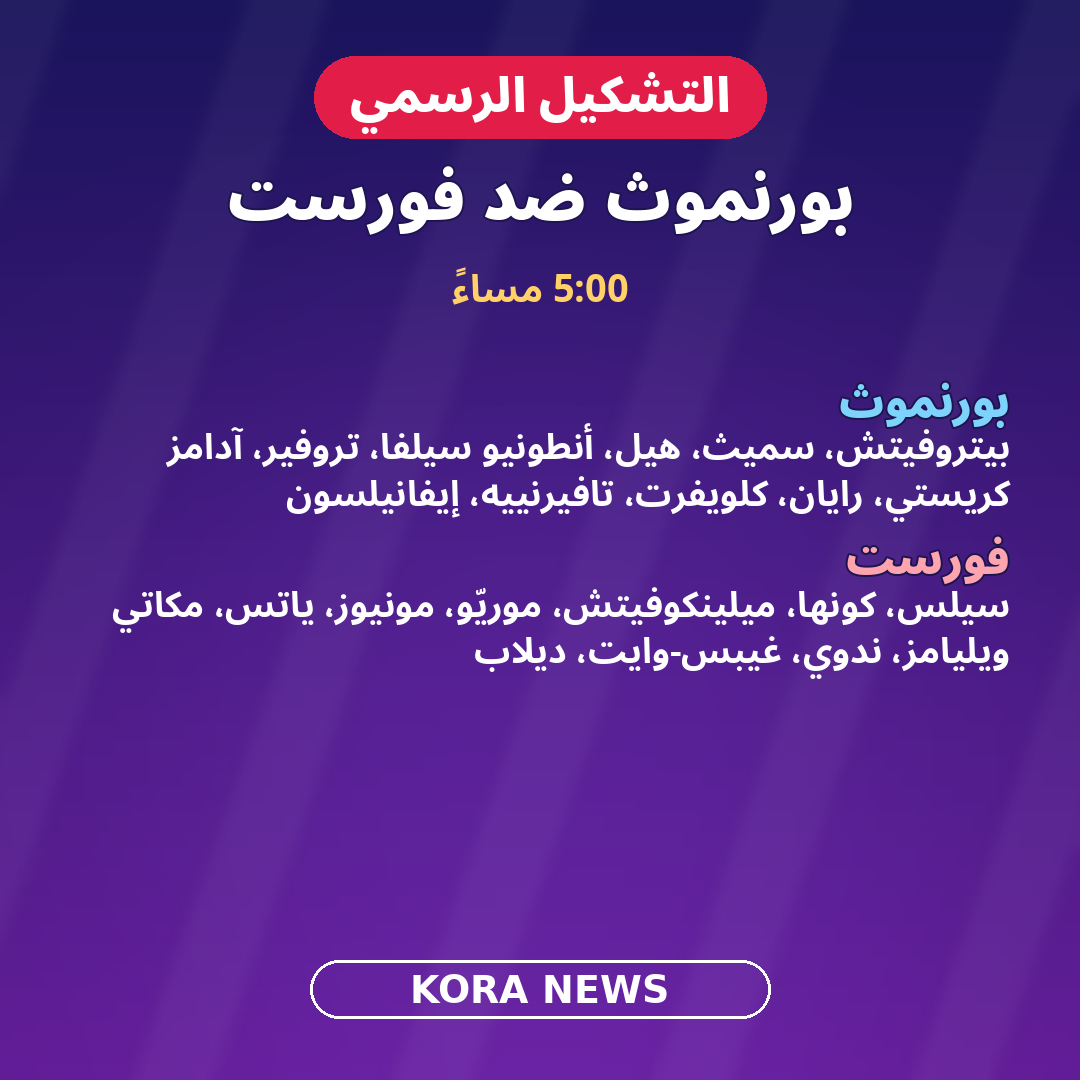 التشكيل الرسمي
بورنموث ضد فورست
5:00 مساءً
بورنموث
بيتروفيتش، سميث، هيل، أنطونيو سيلفا، تروفير، آدامز
كريستي، رايان، كلويفرت، تافيرنييه، إيفانيلسون
فورست
سيلس، كونها، ميلينكوفيتش، موريّو، مونيوز، ياتس، مكاتي
ويليامز، ندوي، غيبس-وايت، ديلاب
KORA NEWS